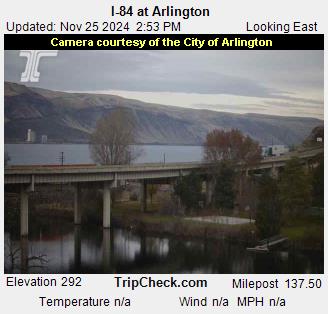 I-84 at Arlington
Updated: Nov 25 2024 2:53 PM Looking East
Camera courtesy of the City of Arlington
Elevation 292 TripCheck.com Milepost 137.50
Temperature n/a Wind n/a MPH n/a